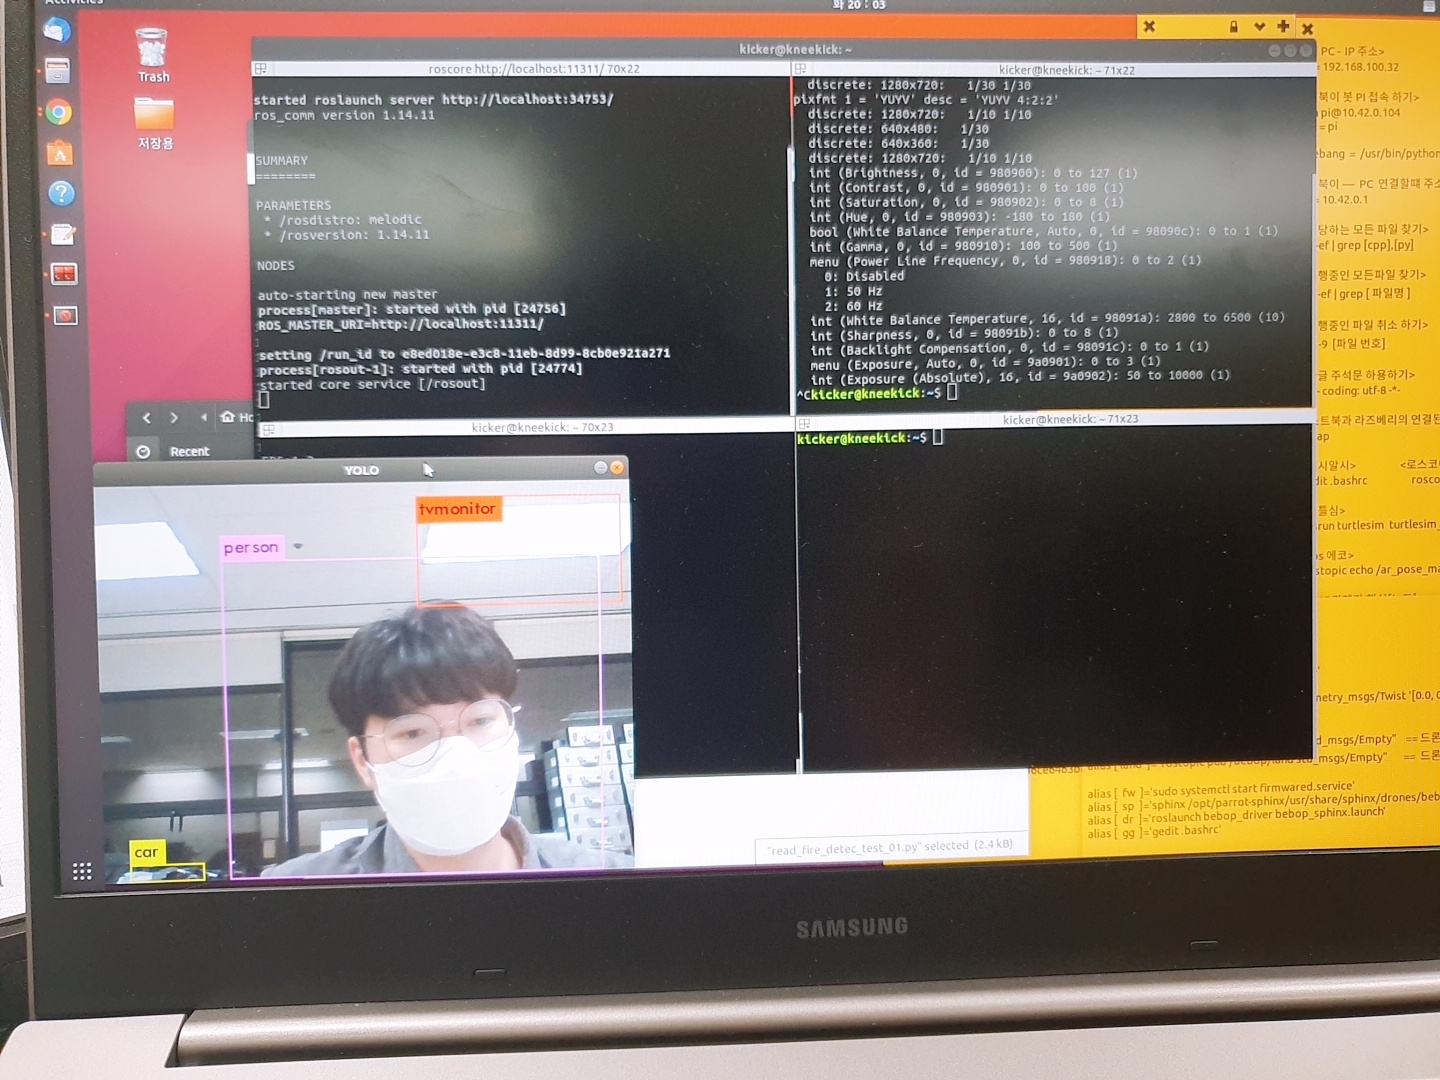 Activities
화 20 : 03
Trash
저장용
kicker@kneekick: ~
roscore http://localhost:11311/ 70x22
started roslaunch server http://localhost:34753/
ros_comm version 1.14.11
SUMMARY
========
PARAMETERS
* /rosdistro: melodic
* /rosversion: 1.14.11
NODES
auto-starting new master
process[master]: started with pid [24756]
ROS_MASTER_URI=http://localhost:11311/
setting /run_id to e8ed018e-e3c8-11eb-8d99-8cb0e921a271
process[rosout-1]: started with pid [24774]
started core service [/rosout]
kicker@kneekick: ~ 71x22
discrete: 1280x720: 1/30 1/30
pixfmt 1 = 'YUYV' desc = 'YUYV 4:2:2'
discrete: 1280x720: 1/10 1/10
discrete: 640x480: 1/30
discrete: 640x360: 1/30
discrete: 1280x720: 1/10 1/10
int (Brightness, 0, id = 980900): 0 to 127 (1)
int (Contrast, 0, id = 980901): 0 to 100 (1)
int (Saturation, 0, id = 980902): 0 to 8 (1)
int (Hue, 0, id = 980903): -180 to 180 (1)
bool (White Balance Temperature, Auto, 0, id = 98090c): 0 to 1 (1)
int (Gamma, 0, id = 980910): 100 to 500 (1)
menu (Power Line Frequency, 0, id = 980918): 0 to 2 (1)
0: Disabled
1: 50 Hz
2: 60 Hz
int (White Balance Temperature, 16, id = 98091a): 2800 to 6500 (10)
int (Sharpness, 0, id = 98091b): 0 to 8 (1)
int (Backlight Compensation, 0, id = 98091c): 0 to 1 (1)
menu (Exposure, Auto, 0, id = 9a0901): 0 to 3 (1)
int (Exposure (Absolute), 16, id = 9a0902): 50 to 10000 (1)
^Ckicker@kneekick:~$
kicker@kneekick: ~ 70x23
kicker@kneekick: ~ 71x23
kicker@kneekick:~$
Ho
Recent
YOLO
tvmonitor
person
car
"read_fire_detec_test_01.py" selected (2.4 kB)
PC - IP 주소>
= 192.168.100.32
북이 봇 PI 접속 하기>
pi@10.42.0.104
= pi
ebang = /usr/bin/python
북이 — PC 연결할떄 주소
= 10.42.0.1
당하는 모든 파일 찾기>
-ef | grep [cpp],[py]
행중인 모든파일 찾기>
-ef | grep [ 파일명 ]
행중인 파일 취소 하기>
-9 [파일 번호]
글 주석문 하용하기>
- coding: utf-8 -*-
트북과 라즈베리의 연결된
ap
시알시> <로스코어
dit .bashrc rosco
틀심>
srun turtlesim turtlesim_
s 에코>
stopic echo /ar_pose_ma
metry_msgs/Twist '[0.0, 0
d_msgs/Empty" == 드론
std_msgs/Empty" == 드
alias [ fw ]='sudo systemctl start firmwared.service'
alias [ sp ]='sphinx /opt/parrot-sphinx/usr/share/sphinx/drones/beb
alias [ dr ]='roslaunch bebop_driver bebop_sphinx.launch'
alias [ gg ]='gedit .bashrc'
SAMSUNG